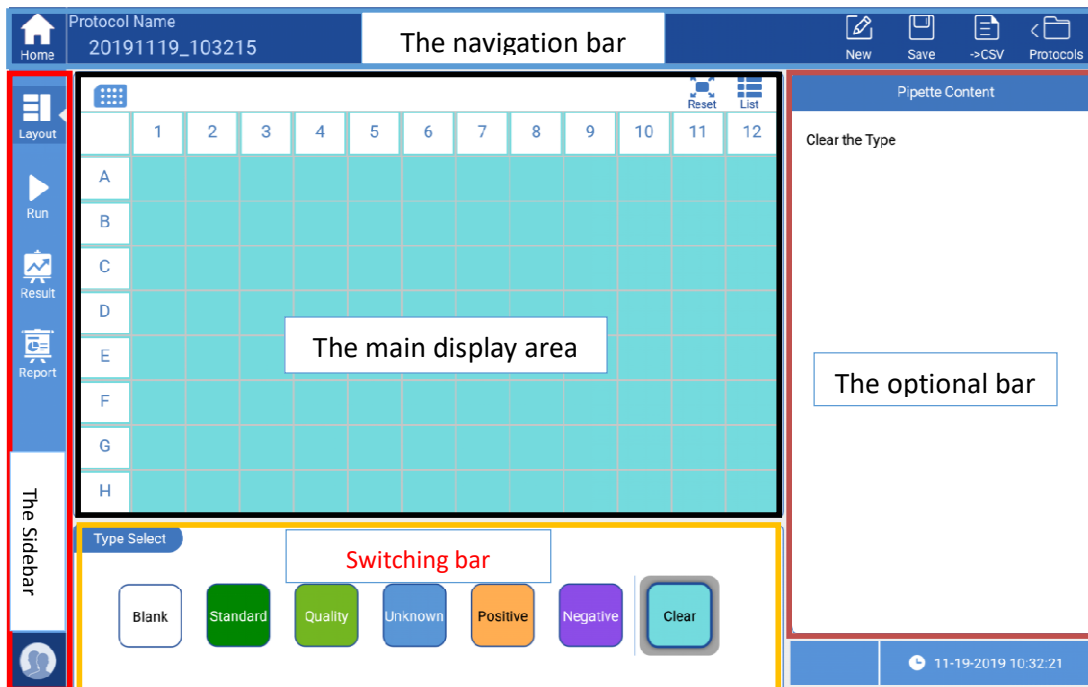 Protocol Name
20191119_103215
The navigation bar
Home
New
Save
->CSV
Protocols
Layout
Run
Result
Report
The Sidebar
Reset
List
1 2 3 4 5 6 7 8 9 10 11 12
A
B
C
D
E
F
G
H
The main display area
Pipette Content
Clear the Type
The optional bar
Type Select
Switching bar
Blank
Standard
Quality
Unknown
Positive
Negative
Clear
11-19-2019 10:32:21